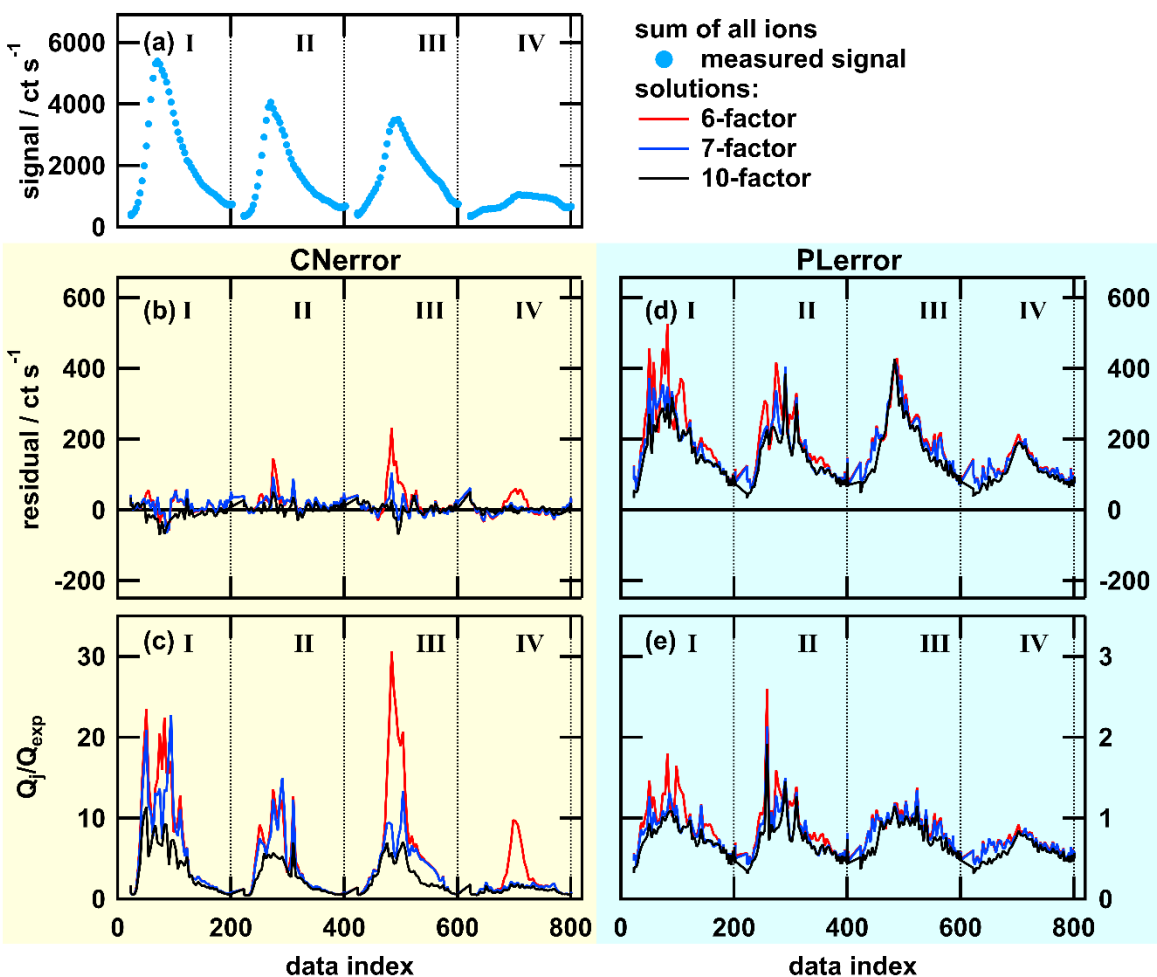 (a) I II III IV
6000
4000
2000
0
signal / ct s⁻¹
sum of all ions
measured signal
solutions:
6-factor
7-factor
10-factor
CNerror
PLerror
(b) I II III IV
600
400
200
0
-200
residual / ct s⁻¹
(d) I II III IV
600
400
200
0
-200
(c) I II III IV
30
20
10
0
Qj/Qexp
0 200 400 600 800
data index
(e) I II III IV
3
2
1
0
0 200 400 600 800
data index